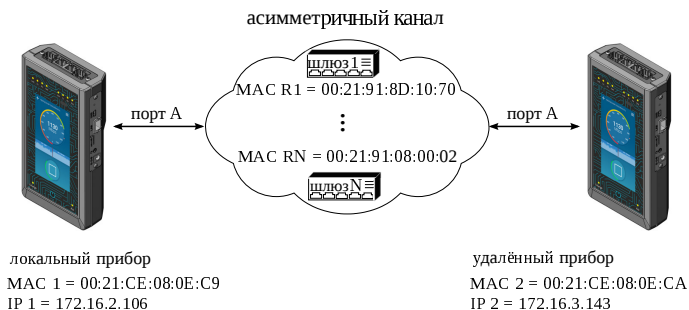 асимметричный канал
шлюз1
MAC R1 = 00:21:91:8D:10:70
порт A
порт A
MAC RN = 00:21:91:08:00:02
шлюзN
локальный прибор
MAC 1 = 00:21:CE:08:0E:C9
IP 1 = 172.16.2.106
удалённый прибор
MAC 2 = 00:21:CE:08:0E:CA
IP 2 = 172.16.3.143